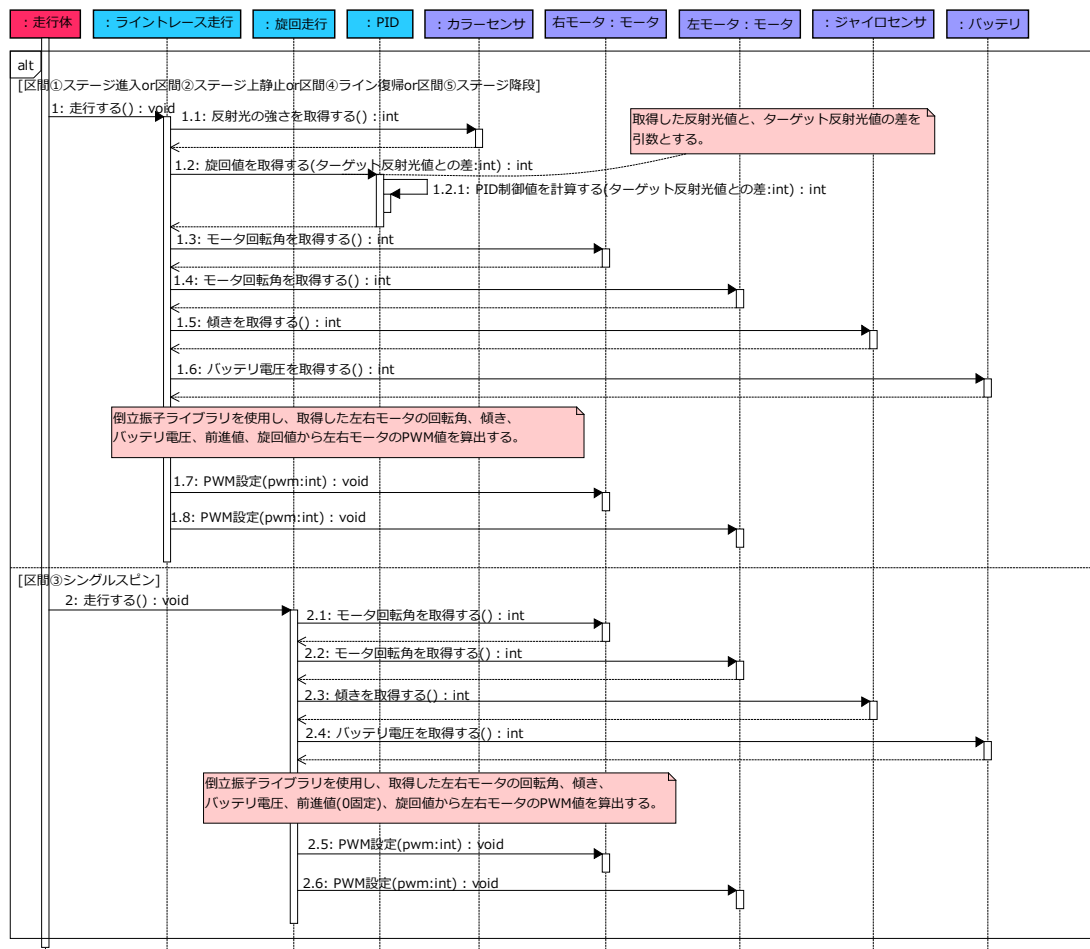 : 走行体
: ライントレース走行
: 旋回走行
: PID
: カラーセンサ
右モータ : モータ
左モータ : モータ
: ジャイロセンサ
: バッテリ
alt
[区間①ステージ進入or区間②ステージ上静止or区間④ライン復帰or区間⑤ステージ降段]
1: 走行する() : void
1.1: 反射光の強さを取得する() : int
取得した反射光値と、ターゲット反射光値の差を
引数とする。
1.2: 旋回値を取得する(ターゲット反射光値との差:int) : int
1.2.1: PID制御値を計算する(ターゲット反射光値との差:int) : int
1.3: モータ回転角を取得する() : int
1.4: モータ回転角を取得する() : int
1.5: 傾きを取得する() : int
1.6: バッテリ電圧を取得する() : int
倒立振子ライブラリを使用し、取得した左右モータの回転角、傾き、
バッテリ電圧、前進値、旋回値から左右モータのPWM値を算出する。
1.7: PWM設定(pwm:int) : void
1.8: PWM設定(pwm:int) : void
[区間③シングルスピン]
2: 走行する() : void
2.1: モータ回転角を取得する() : int
2.2: モータ回転角を取得する() : int
2.3: 傾きを取得する() : int
2.4: バッテリ電圧を取得する() : int
倒立振子ライブラリを使用し、取得した左右モータの回転角、傾き、
バッテリ電圧、前進値(0固定)、旋回値から左右モータのPWM値を算出する。
2.5: PWM設定(pwm:int) : void
2.6: PWM設定(pwm:int) : void